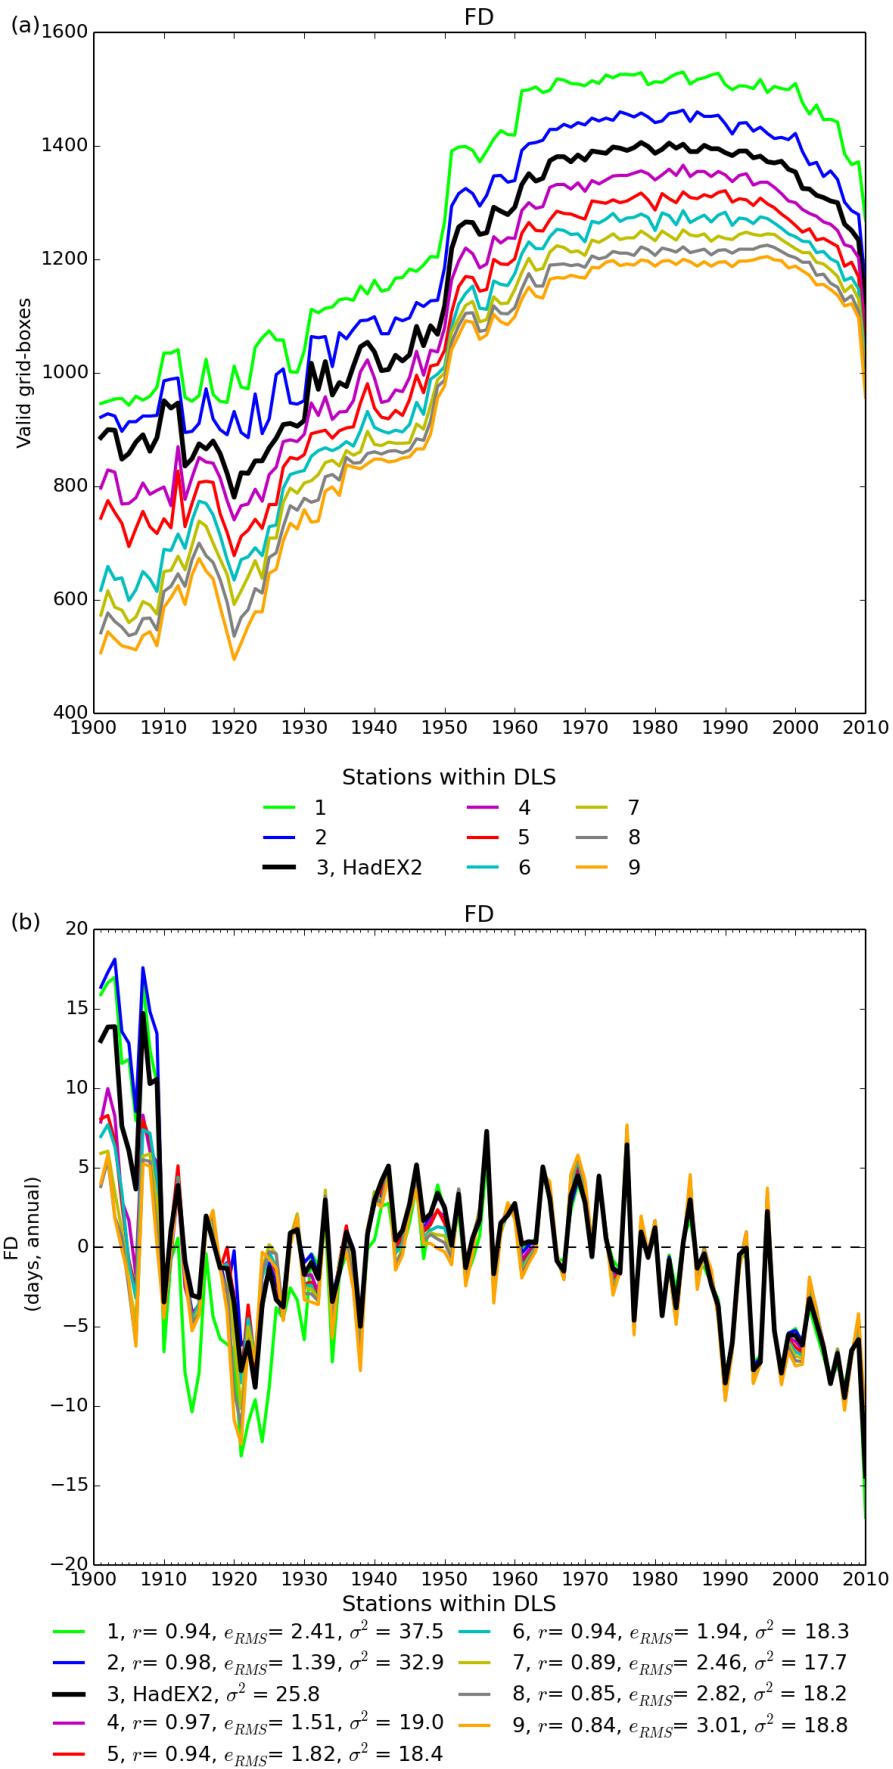 (a)
FD
1600
1400
1200
1000
800
600
400
Valid grid-boxes
1900 1910 1920 1930 1940 1950 1960 1970 1980 1990 2000 2010
Stations within DLS
1 4 7
2 5 8
3, HadEX2 6 9
(b)
FD
20
15
10
5
0
−5
−10
−15
−20
FD
(days, annual)
1900 1910 1920 1930 1940 1950 1960 1970 1980 1990 2000 2010
Stations within DLS
1, r= 0.94, e_RMS= 2.41, σ² = 37.5
2, r= 0.98, e_RMS= 1.39, σ² = 32.9
3, HadEX2, σ² = 25.8
4, r= 0.97, e_RMS= 1.51, σ² = 19.0
5, r= 0.94, e_RMS= 1.82, σ² = 18.4
6, r= 0.94, e_RMS= 1.94, σ² = 18.3
7, r= 0.89, e_RMS= 2.46, σ² = 17.7
8, r= 0.85, e_RMS= 2.82, σ² = 18.2
9, r= 0.84, e_RMS= 3.01, σ² = 18.8